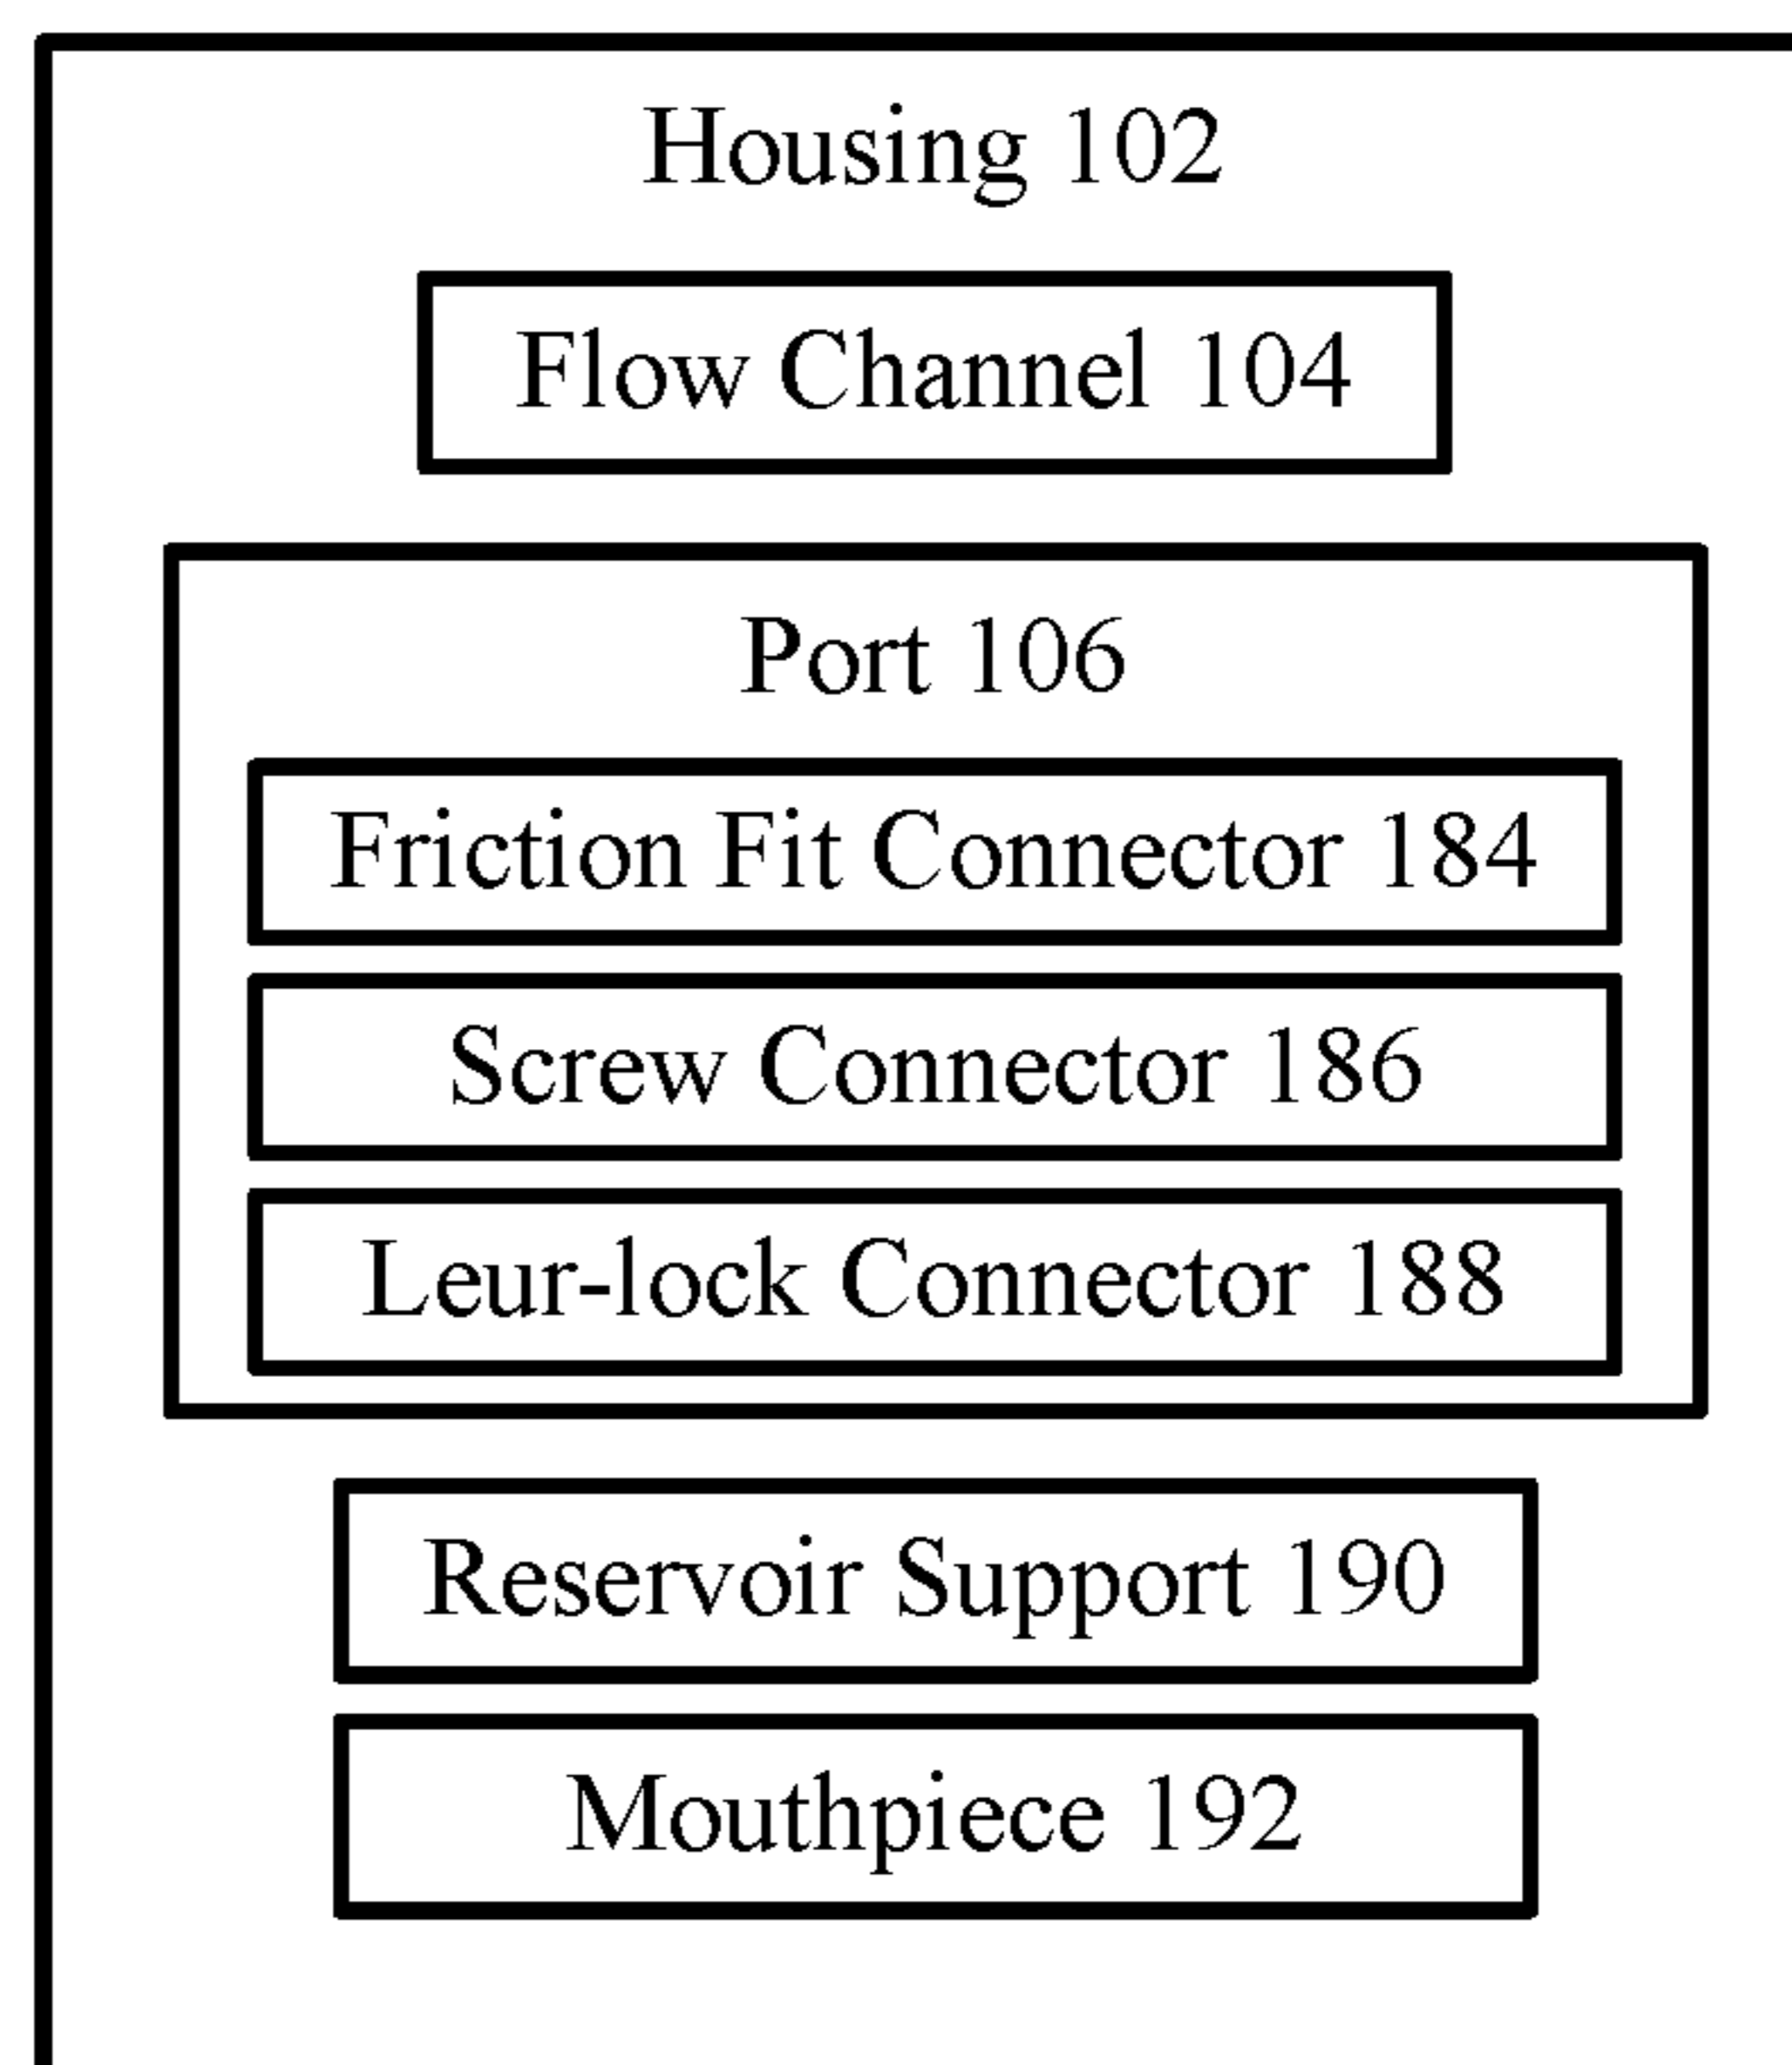 Housing 102
Flow Channel 104
Port 106
Friction Fit Connector 184
Screw Connector 186
Leur-lock Connector 188
Reservoir Support 190
Mouthpiece 192